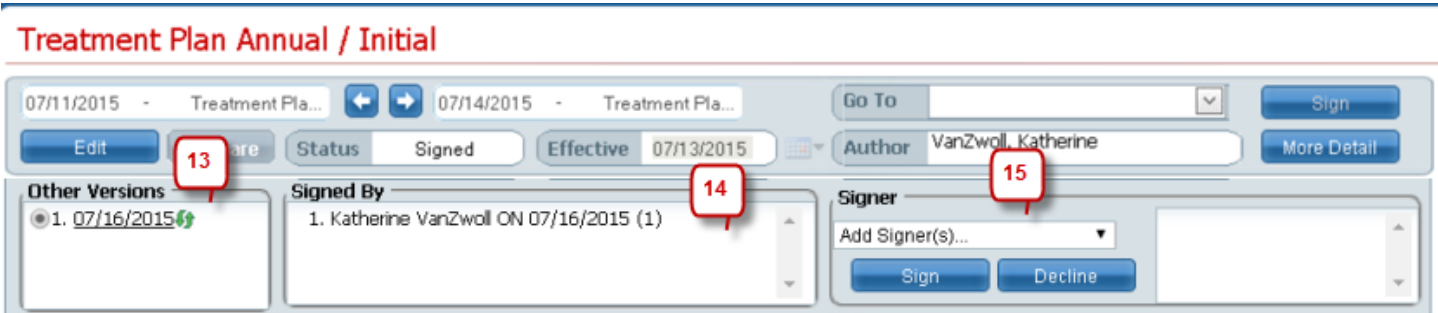 Treatment Plan Annual / Initial
07/11/2015 - Treatment Pla... 07/14/2015 - Treatment Pla... Go To Sign
Edit are Status Signed Effective 07/13/2015 Author VanZwoll, Katherine More Detail
13
14
15
Other Versions Signed By Signer
1. 07/16/2015 1. Katherine VanZwoll ON 07/16/2015 (1)
Add Signer(s)...
Sign Decline